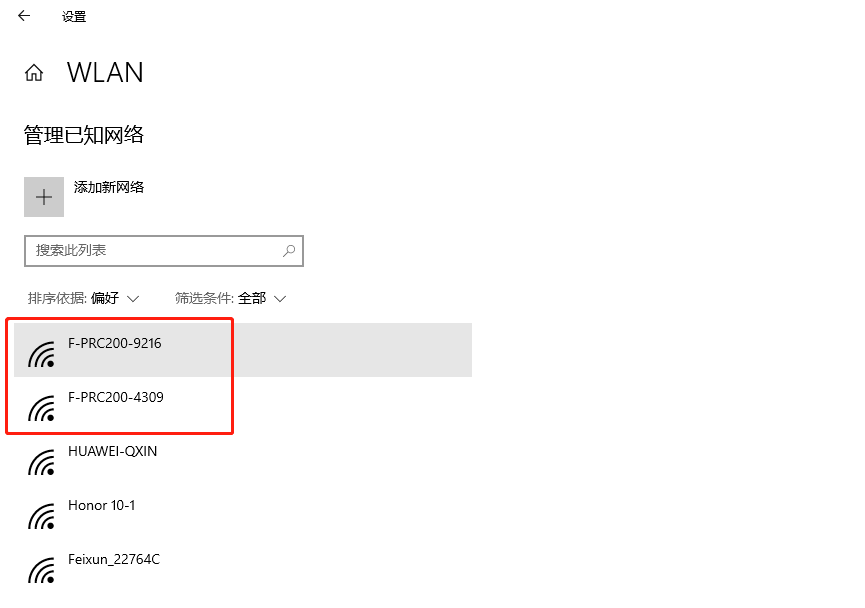 设置
WLAN
管理已知网络
添加新网络
搜索此列表
排序依据: 偏好 筛选条件: 全部
F-PRC200-9216
F-PRC200-4309
HUAWEI-QXIN
Honor 10-1
Feixun_22764C